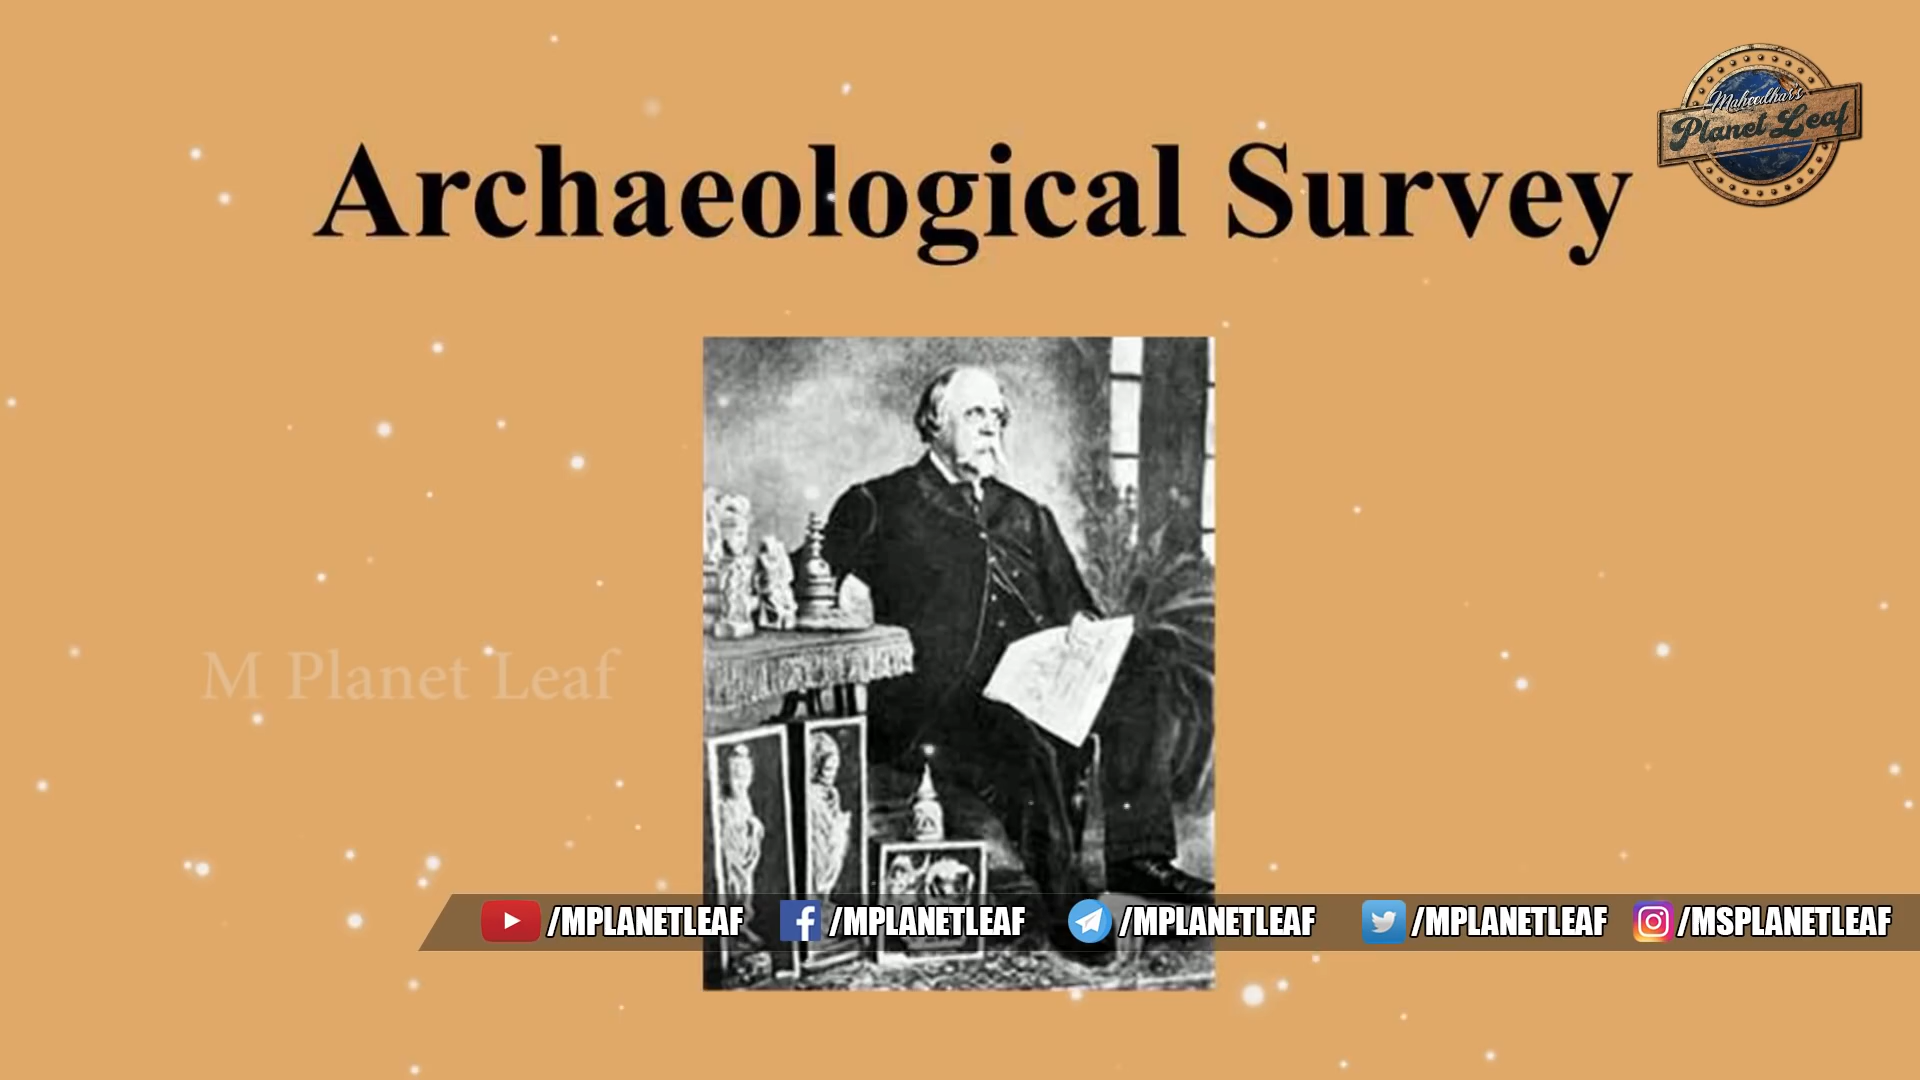 Maheedhar's
Planet Leaf
Archaeological Survey
M Planet Leaf
/MPLANETLEAF /MPLANETLEAF /MPLANETLEAF /MPLANETLEAF /MSPLANETLEAF